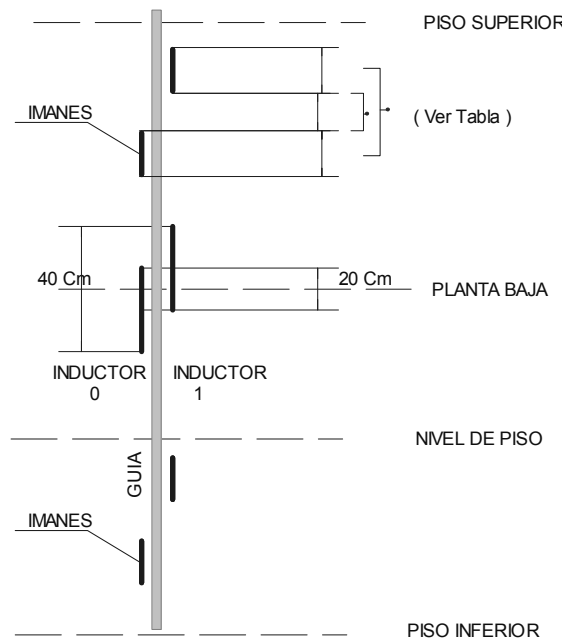 PISO SUPERIOR
IMANES
( Ver Tabla )
40 Cm
20 Cm
PLANTA BAJA
INDUCTOR
0
INDUCTOR
1
NIVEL DE PISO
GUIA
IMANES
PISO INFERIOR